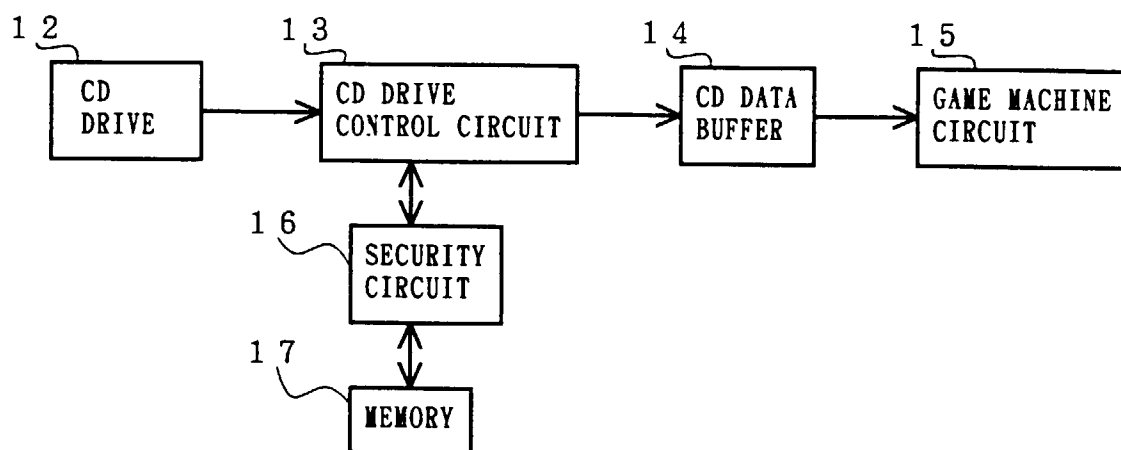 12
CD
DRIVE
13
CD DRIVE
CONTROL CIRCUIT
14
CD DATA
BUFFER
15
GAME MACHINE
CIRCUIT
16
SECURITY
CIRCUIT
17
MEMORY